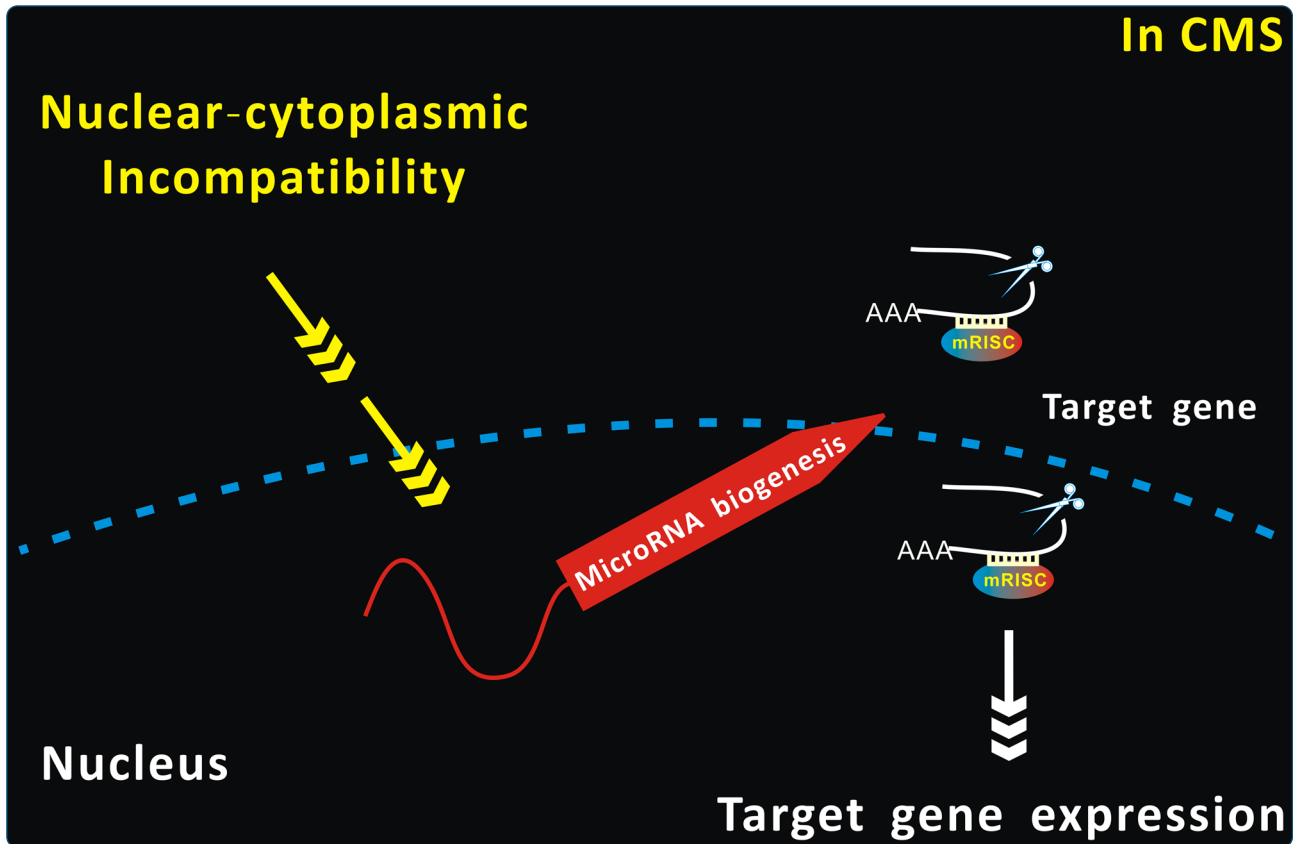 In CMS
Nuclear-cytoplasmic
Incompatibility
AAA
mRISC
Target gene
MicroRNA biogenesis
AAA
mRISC
Nucleus
Target gene expression